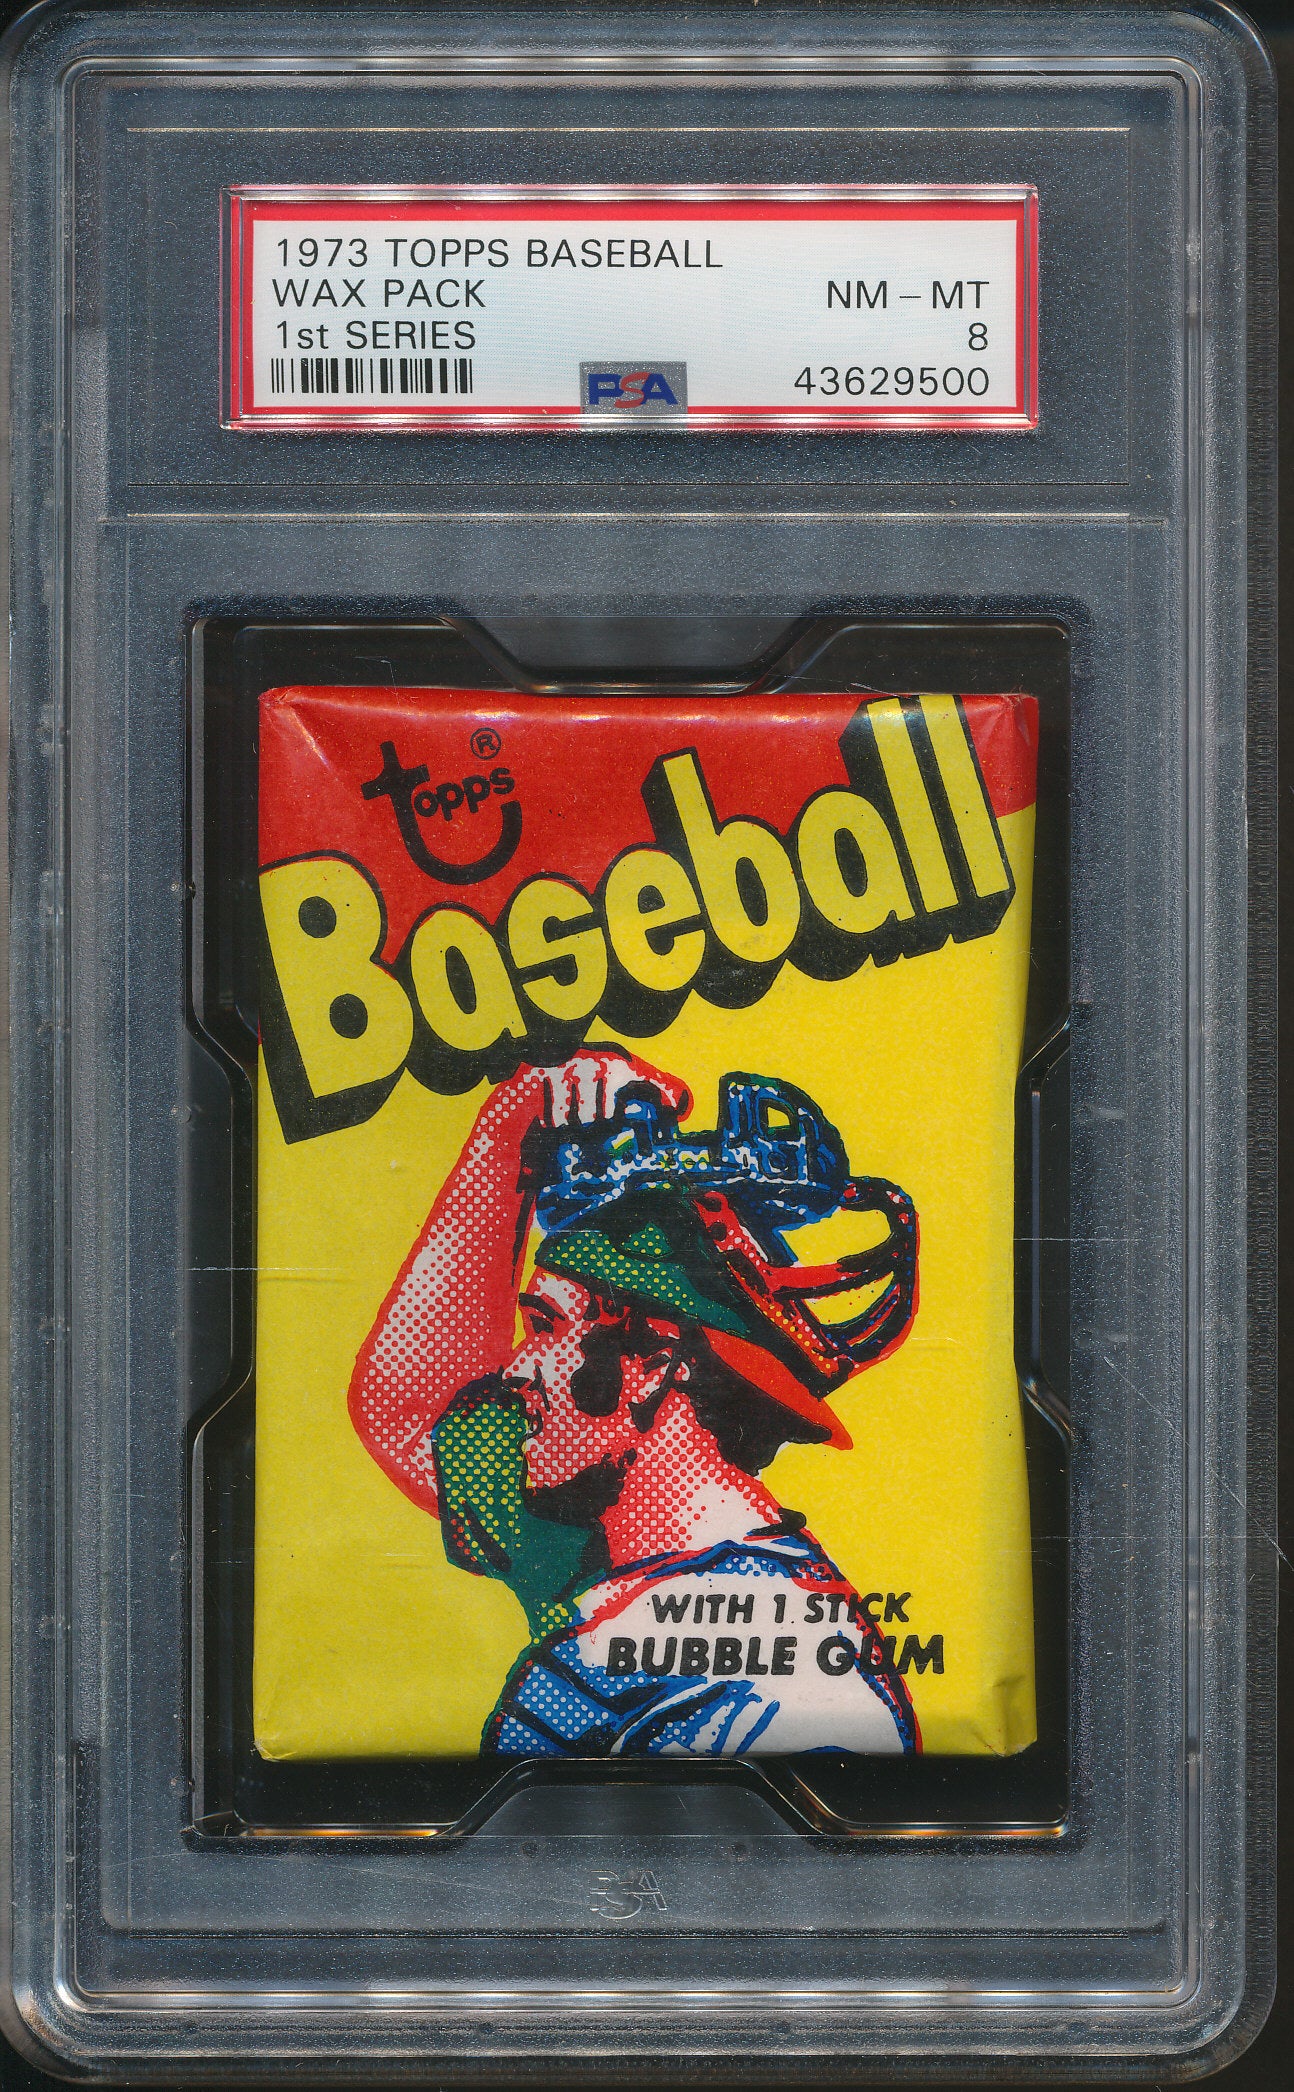 1973 TOPPS BASEBALL
WAX PACK NM - MT
1st SERIES 8
PSA 43629500
topps ®
Baseball
WITH 1 STICK
BUBBLE GUM
PSA